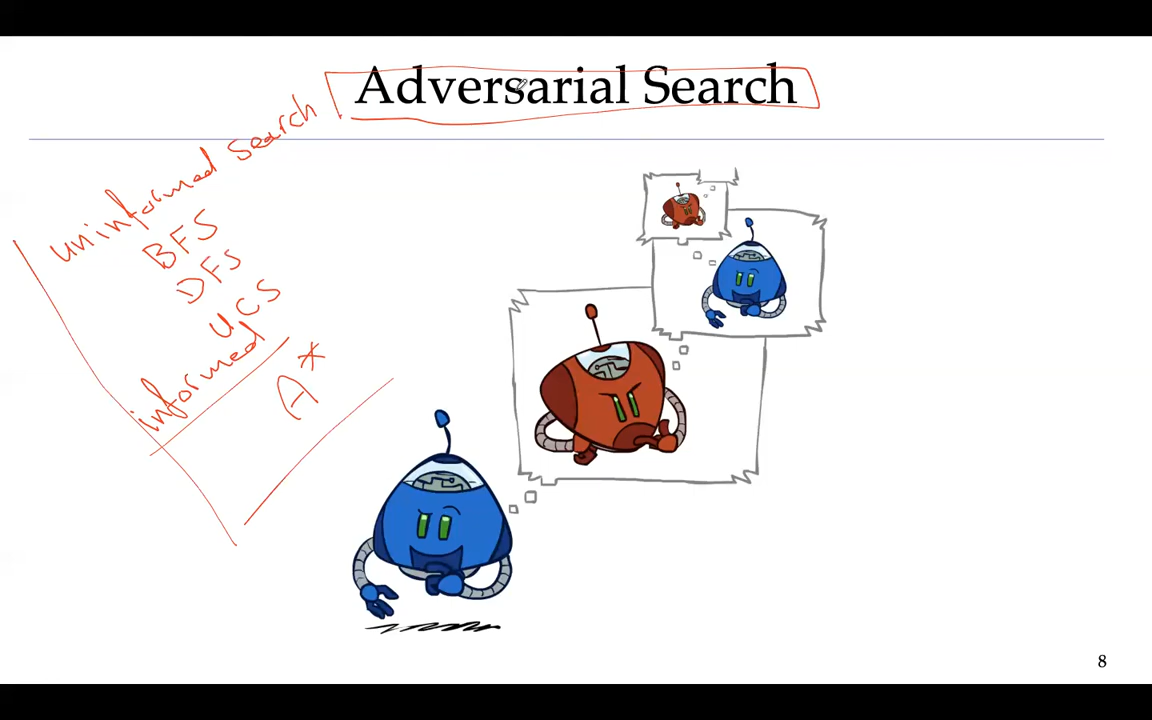 Adversarial Search
uninformed search
BFS
DFS
UCS
informed
A*
8